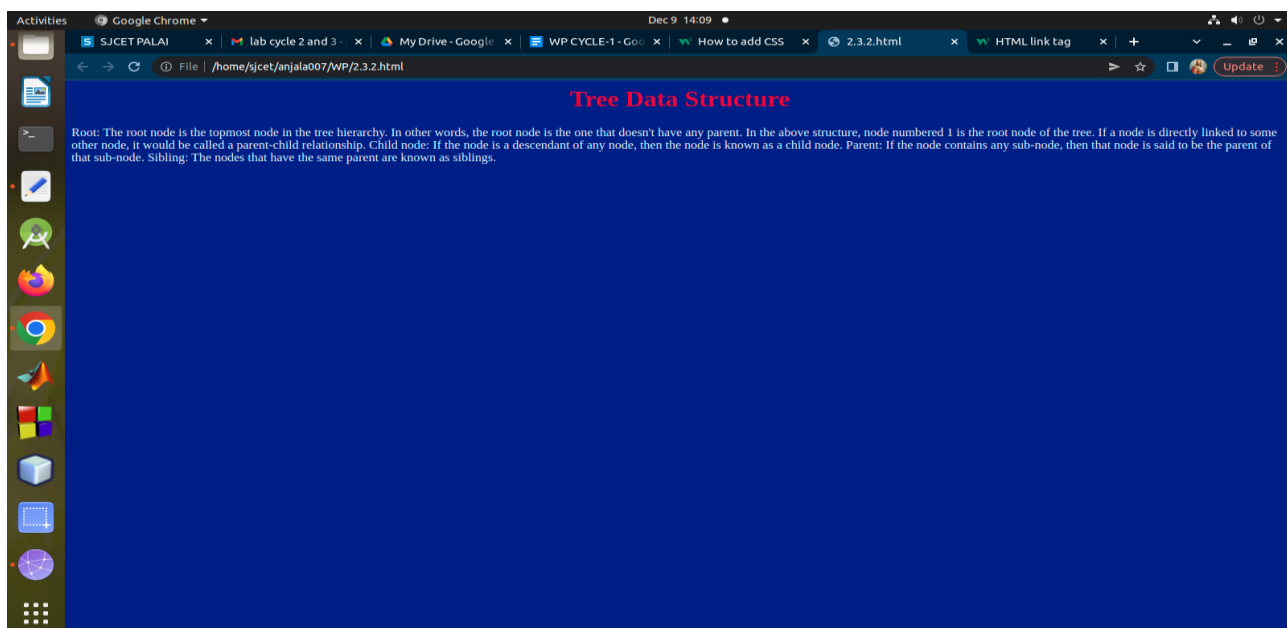 Activities
Google Chrome
Dec 9 14:09
SJCET PALAI
lab cycle 2 and 3 -
My Drive - Google
WP CYCLE-1 - Goo
How to add CSS
2.3.2.html
HTML link tag
File | /home/sjcet/anjala007/WP/2.3.2.html
Update
Tree Data Structure
Root: The root node is the topmost node in the tree hierarchy. In other words, the root node is the one that doesn't have any parent. In the above structure, node numbered 1 is the root node of the tree. If a node is directly linked to some
other node, it would be called a parent-child relationship. Child node: If the node is a descendant of any node, then the node is known as a child node. Parent: If the node contains any sub-node, then that node is said to be the parent of
that sub-node. Sibling: The nodes that have the same parent are known as siblings.